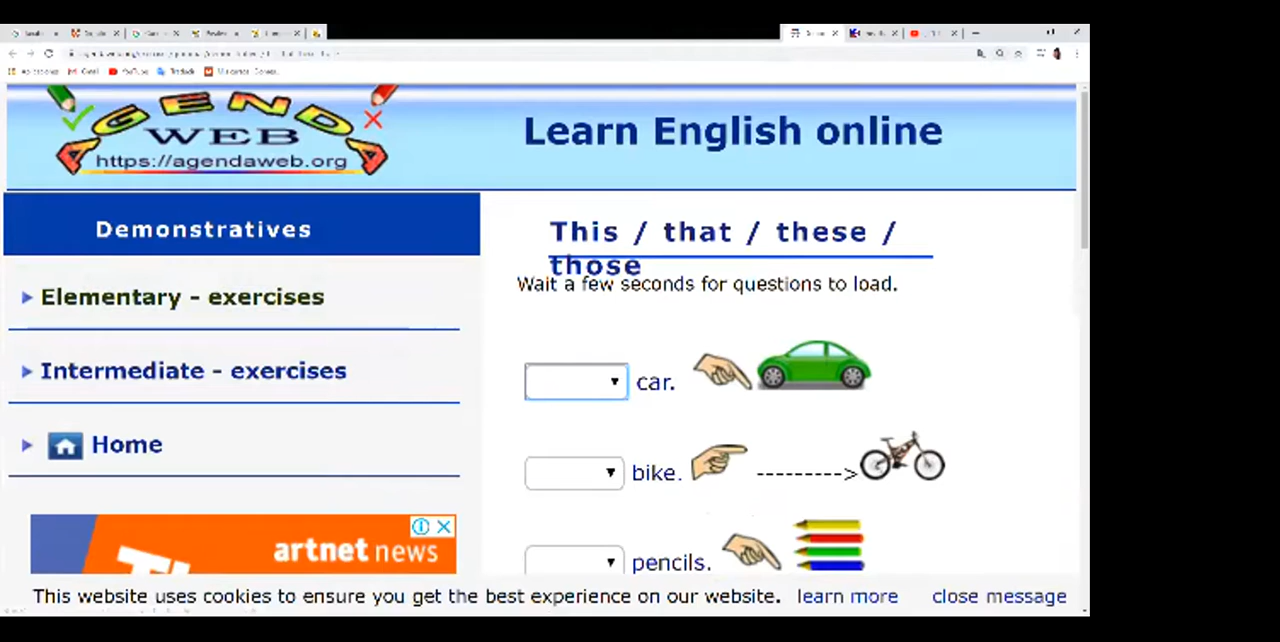 Gmail
YouTube
AGENDA
WEB
https://agendaweb.org
Learn English online
Demonstratives
This / that / these /
those
Wait a few seconds for questions to load.
Elementary - exercises
Intermediate - exercises
Home
car.
bike.
--------->
pencils.
artnet news
This website uses cookies to ensure you get the best experience on our website. learn more close message